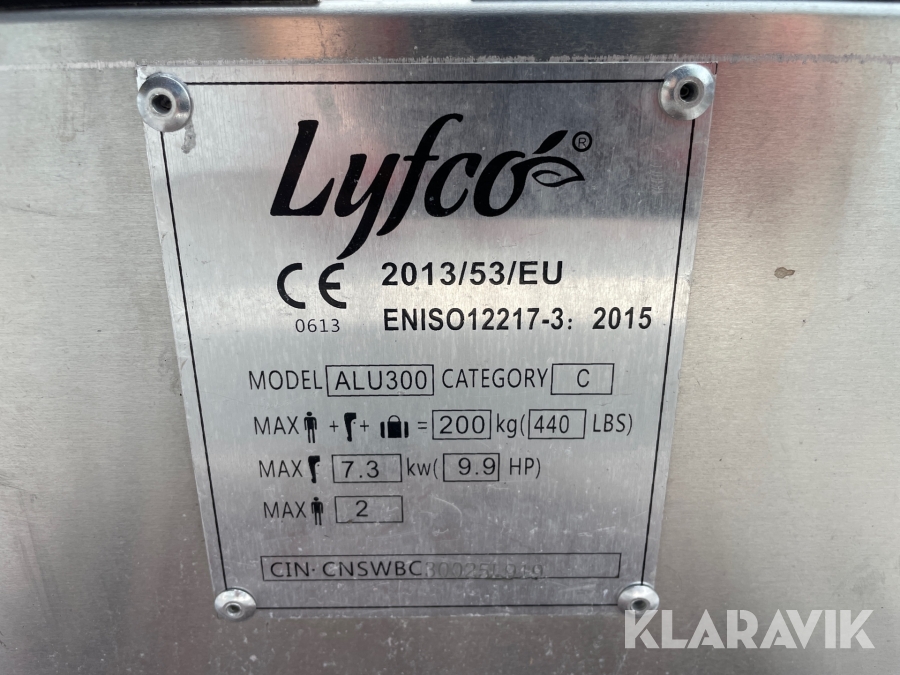 Lyfco®
CE 2013/53/EU
0613 ENISO12217-3: 2015
MODEL ALU300 CATEGORY C
MAX + + = 200 kg( 440 LBS)
MAX 7.3 kw( 9.9 HP)
MAX 2
CIN· CNSWBC
KLARAVIK